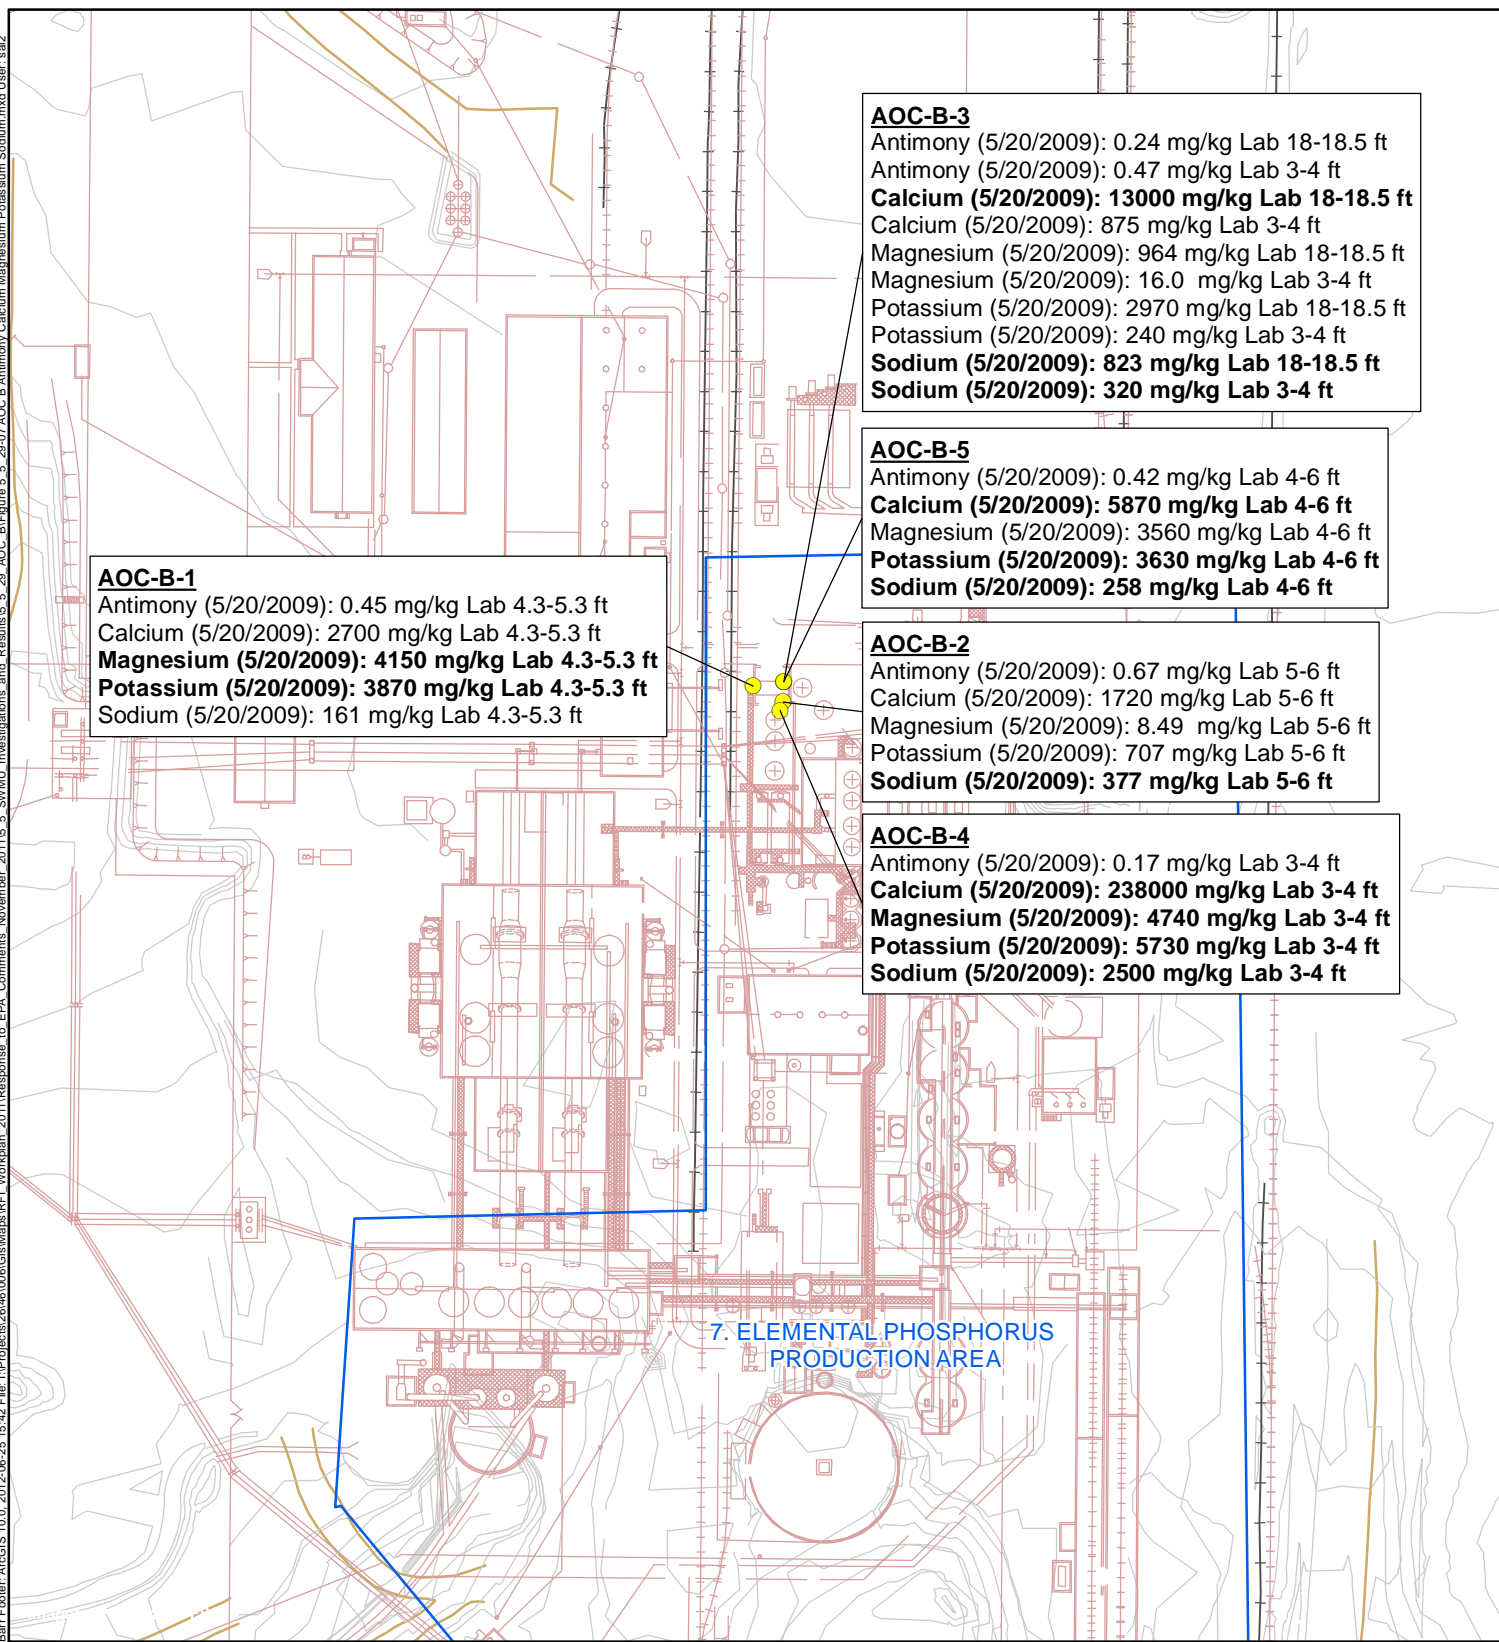 AOC-B-3
Antimony (5/20/2009): 0.24 mg/kg Lab 18-18.5 ft
Antimony (5/20/2009): 0.47 mg/kg Lab 3-4 ft
Calcium (5/20/2009): 13000 mg/kg Lab 18-18.5 ft
Calcium (5/20/2009): 875 mg/kg Lab 3-4 ft
Magnesium (5/20/2009): 964 mg/kg Lab 18-18.5 ft
Magnesium (5/20/2009): 16.0 mg/kg Lab 3-4 ft
Potassium (5/20/2009): 2970 mg/kg Lab 18-18.5 ft
Potassium (5/20/2009): 240 mg/kg Lab 3-4 ft
Sodium (5/20/2009): 823 mg/kg Lab 18-18.5 ft
Sodium (5/20/2009): 320 mg/kg Lab 3-4 ft
AOC-B-5
Antimony (5/20/2009): 0.42 mg/kg Lab 4-6 ft
Calcium (5/20/2009): 5870 mg/kg Lab 4-6 ft
Magnesium (5/20/2009): 3560 mg/kg Lab 4-6 ft
Potassium (5/20/2009): 3630 mg/kg Lab 4-6 ft
Sodium (5/20/2009): 258 mg/kg Lab 4-6 ft
AOC-B-1
Antimony (5/20/2009): 0.45 mg/kg Lab 4.3-5.3 ft
Calcium (5/20/2009): 2700 mg/kg Lab 4.3-5.3 ft
Magnesium (5/20/2009): 4150 mg/kg Lab 4.3-5.3 ft
Potassium (5/20/2009): 3870 mg/kg Lab 4.3-5.3 ft
Sodium (5/20/2009): 161 mg/kg Lab 4.3-5.3 ft
AOC-B-2
Antimony (5/20/2009): 0.67 mg/kg Lab 5-6 ft
Calcium (5/20/2009): 1720 mg/kg Lab 5-6 ft
Magnesium (5/20/2009): 8.49 mg/kg Lab 5-6 ft
Potassium (5/20/2009): 707 mg/kg Lab 5-6 ft
Sodium (5/20/2009): 377 mg/kg Lab 5-6 ft
AOC-B-4
Antimony (5/20/2009): 0.17 mg/kg Lab 3-4 ft
Calcium (5/20/2009): 238000 mg/kg Lab 3-4 ft
Magnesium (5/20/2009): 4740 mg/kg Lab 3-4 ft
Potassium (5/20/2009): 5730 mg/kg Lab 3-4 ft
Sodium (5/20/2009): 2500 mg/kg Lab 3-4 ft
7. ELEMENTAL PHOSPHORUS
PRODUCTION AREA